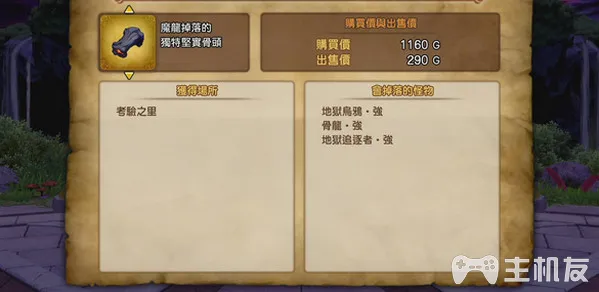 魔龍掉落的
獨特堅實骨頭
購買價與出售價
購買價 1160 G
出售價 290 G
獲得場所
考驗之里
會掉落的怪物
地獄烏鴉・強
骨龍・強
地獄追逐者・強
主机友